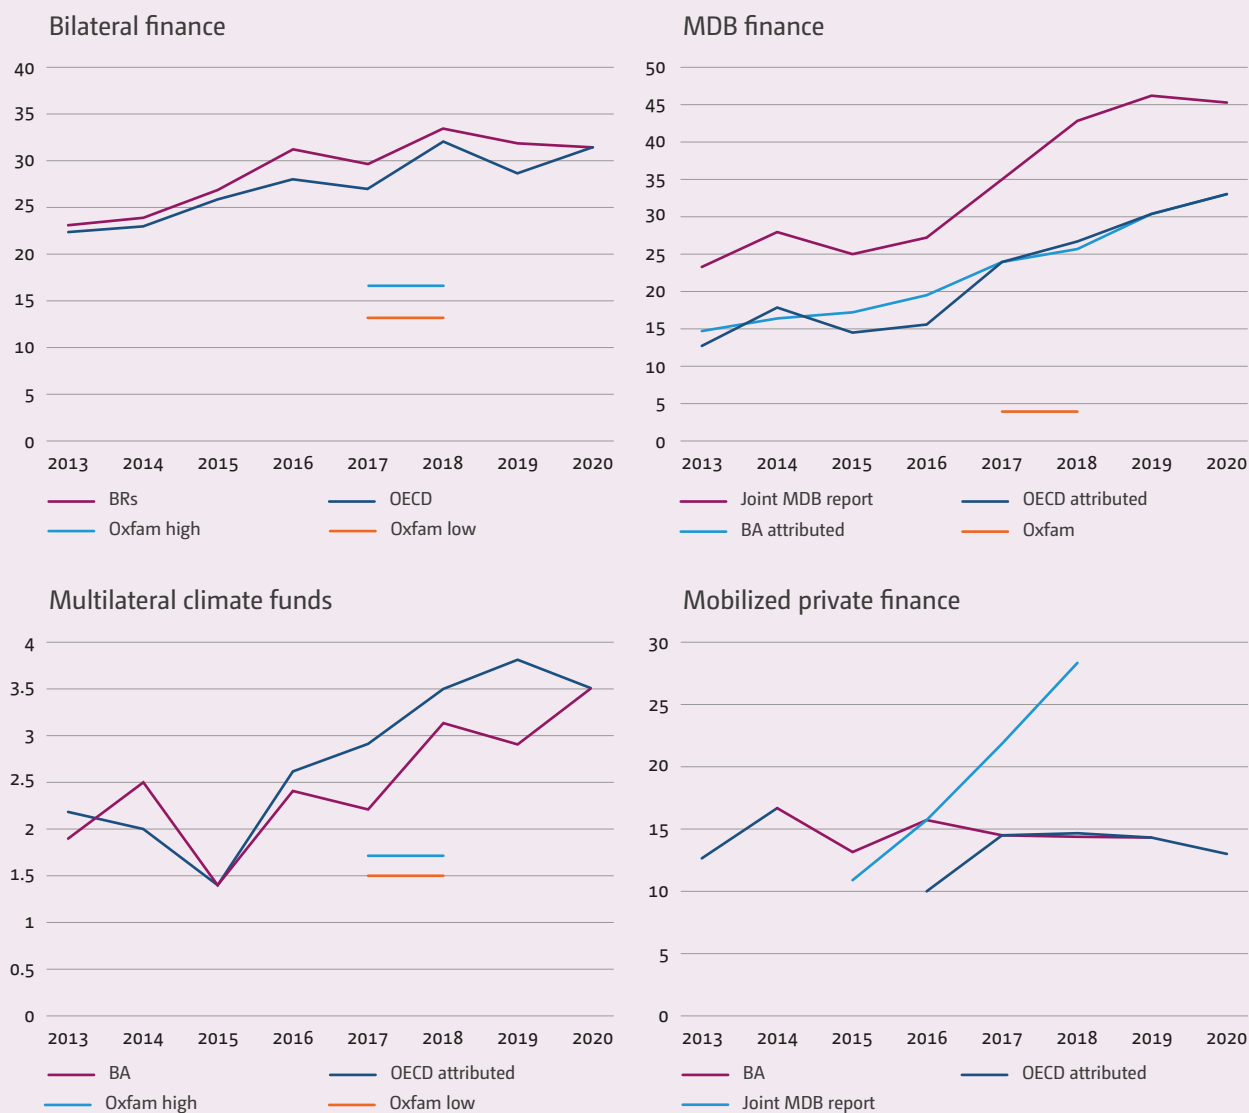 Bilateral finance
40
35
30
25
20
15
10
5
0
2013 2014 2015 2016 2017 2018 2019 2020
BRs OECD
Oxfam high Oxfam low
MDB finance
50
45
40
35
30
25
20
15
10
5
0
2013 2014 2015 2016 2017 2018 2019 2020
Joint MDB report OECD attributed
BA attributed Oxfam
Multilateral climate funds
4
3.5
3
2.5
2
1.5
1
0.5
0
2013 2014 2015 2016 2017 2018 2019 2020
BA OECD attributed
Oxfam high Oxfam low
Mobilized private finance
30
25
20
15
10
5
0
2013 2014 2015 2016 2017 2018 2019 2020
BA OECD attributed
Joint MDB report